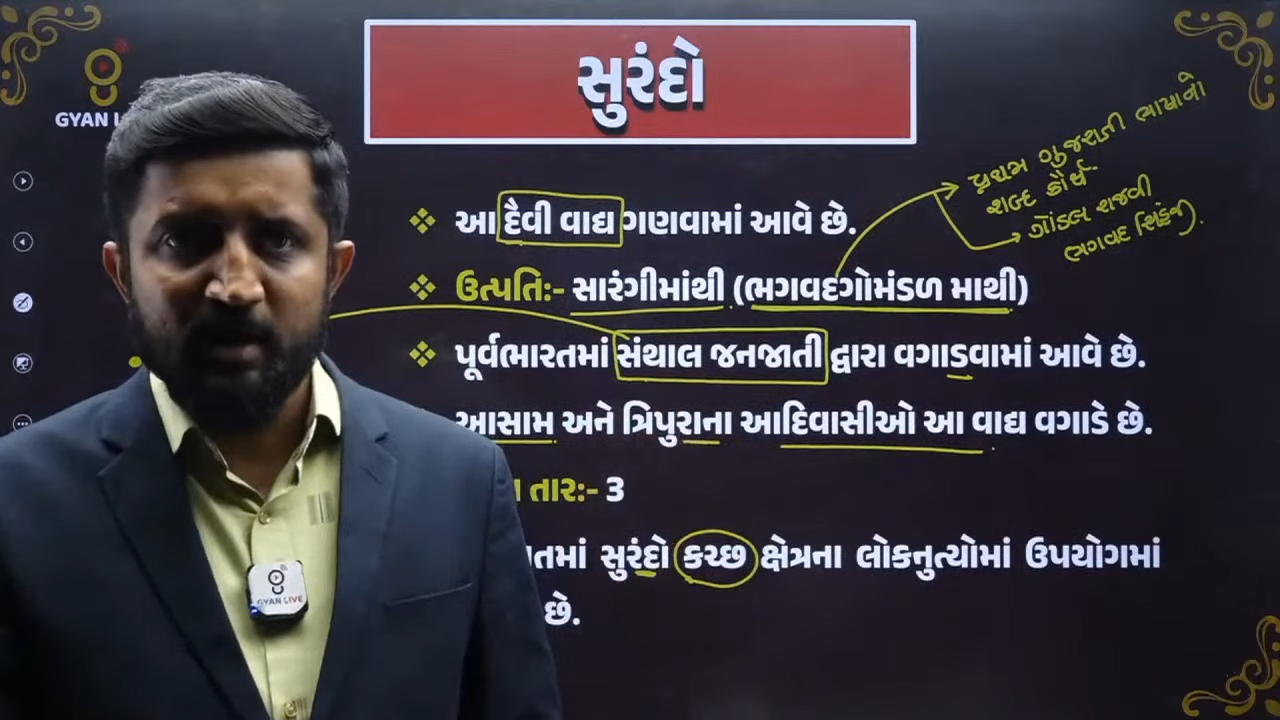 સુરંદો
GYAN L
પ્રથમ ગુજરાતી ભાષાનો
શબ્દ કોષ
ગોંડલ રાજવી
ભગવદ સિંહજી.
❖ આ દૈવી વાદ્ય ગણવામાં આવે છે.
❖ ઉત્પતિ:- સારંગીમાંથી (ભગવદગોમંડળ માથી)
❖ પૂર્વભારતમાં સંથાલ જનજાતી દ્વારા વગાડવામાં આવે છે.
આસામ અને ત્રિપુરાના આદિવાસીઓ આ વાદ્ય વગાડે છે.
તાર:- 3
તમાં સુરંદો કચ્છ ક્ષેત્રના લોકનુત્યોમાં ઉપયોગમાં
છે.
GYAN LIVE